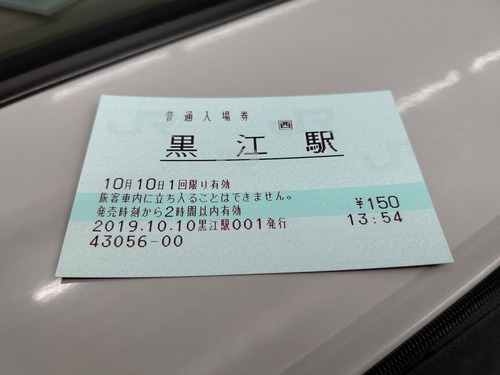 普通入場券
西
黒江駅
10月10日1回限り有効
旅客車内に立ち入ることはできません。
発売時刻から2時間以内有効
¥150
2019.10.10黒江駅001発行
13:54
43056-00